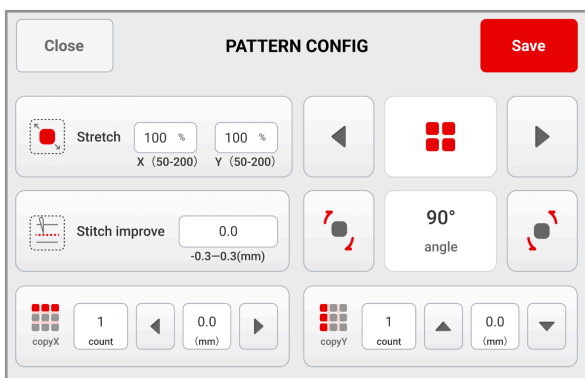 Close
PATTERN CONFIG
Save
Stretch
100 %
100 %
X (50-200)
Y (50-200)
Stitch improve
0.0
-0.3—0.3(mm)
90°
angle
copyX
1
count
0.0
(mm)
copyY
1
count
0.0
(mm)